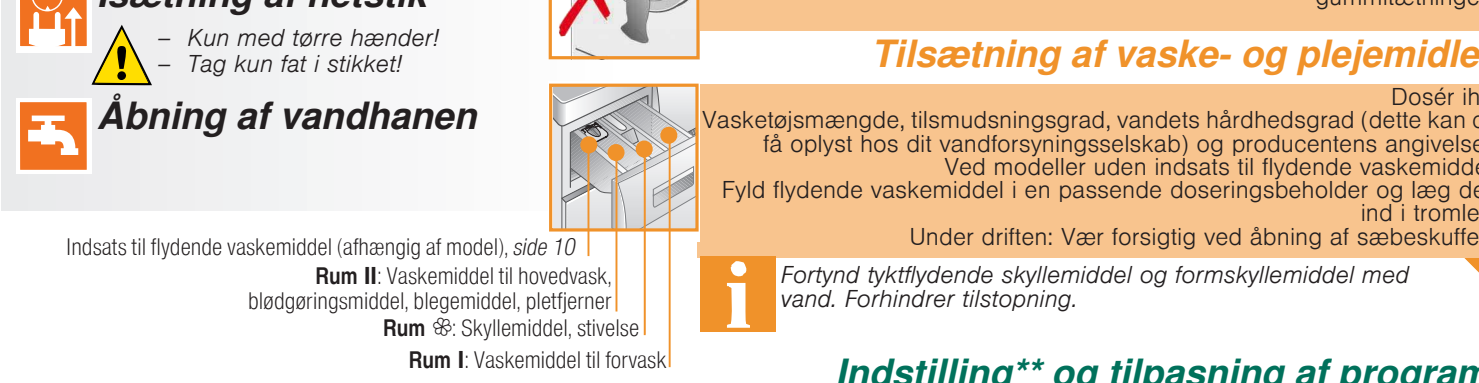 Isætning af netstik
– Kun med tørre hænder!
– Tag kun fat i stikket!
Åbning af vandhanen
Indsats til flydende vaskemiddel (afhængig af model), side 10
Rum II: Vaskemiddel til hovedvask,
blødgøringsmiddel, blegemiddel, pletfjerner
Rum ❀: Skyllemiddel, stivelse
Rum I: Vaskemiddel til forvask
Tilsætning af vaske- og plejemidle
Dosér ih
Vasketøjsmængde, tilsmudsningsgrad, vandets hårdhedsgrad (dette kan
få oplyst hos dit vandforsyningsselskab) og producentens angivelse
Ved modeller uden indsats til flydende vaskemidde
Fyld flydende vaskemiddel i en passende doseringsbeholder og læg de
ind i tromle
Under driften: Vær forsigtig ved åbning af sæbeskuffe
i
Fortynd tyktflydende skyllemiddel og formskyllemiddel med
vand. Forhindrer tilstopning.
Indstilling** og tilpasning af program